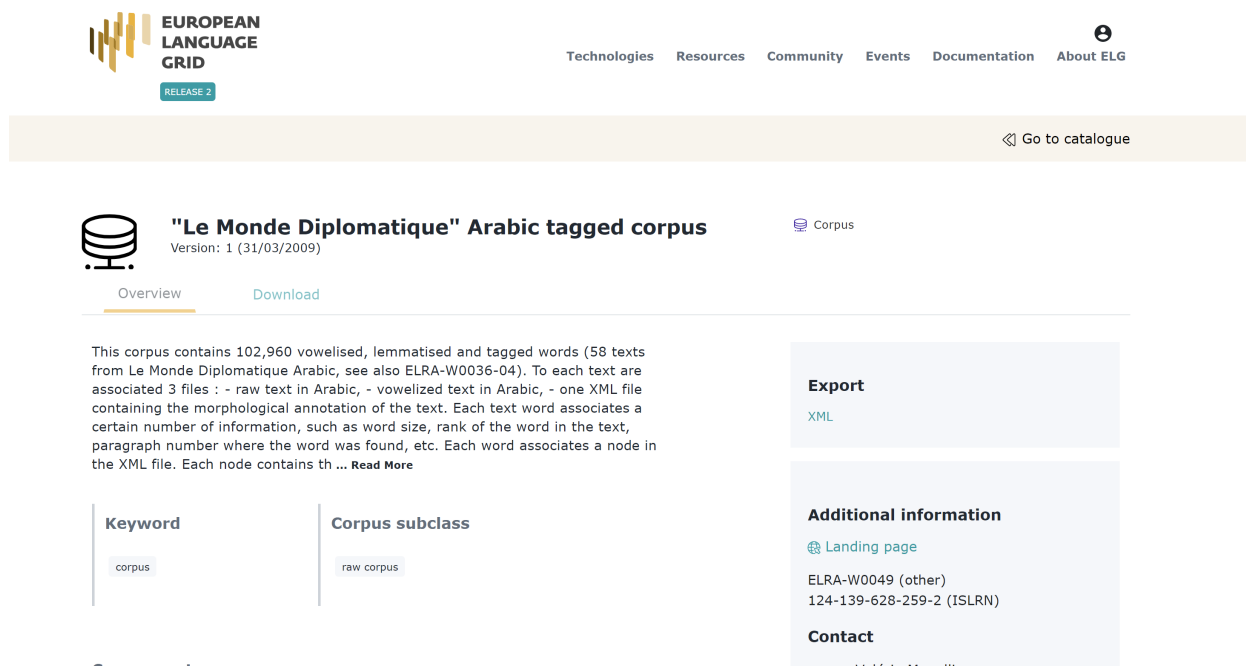 EUROPEAN
LANGUAGE
GRID
RELEASE 2
Technologies Resources Community Events Documentation About ELG
Go to catalogue
"Le Monde Diplomatique" Arabic tagged corpus
Version: 1 (31/03/2009)
Corpus
Overview Download
This corpus contains 102,960 vowelised, lemmatised and tagged words (58 texts
from Le Monde Diplomatique Arabic, see also ELRA-W0036-04). To each text are
associated 3 files : - raw text in Arabic, - vowelized text in Arabic, - one XML file
containing the morphological annotation of the text. Each text word associates a
certain number of information, such as word size, rank of the word in the text,
paragraph number where the word was found, etc. Each word associates a node in
the XML file. Each node contains th ... Read More
Keyword
corpus
Corpus subclass
raw corpus
Export
XML
Additional information
Landing page
ELRA-W0049 (other)
124-139-628-259-2 (ISLRN)
Contact